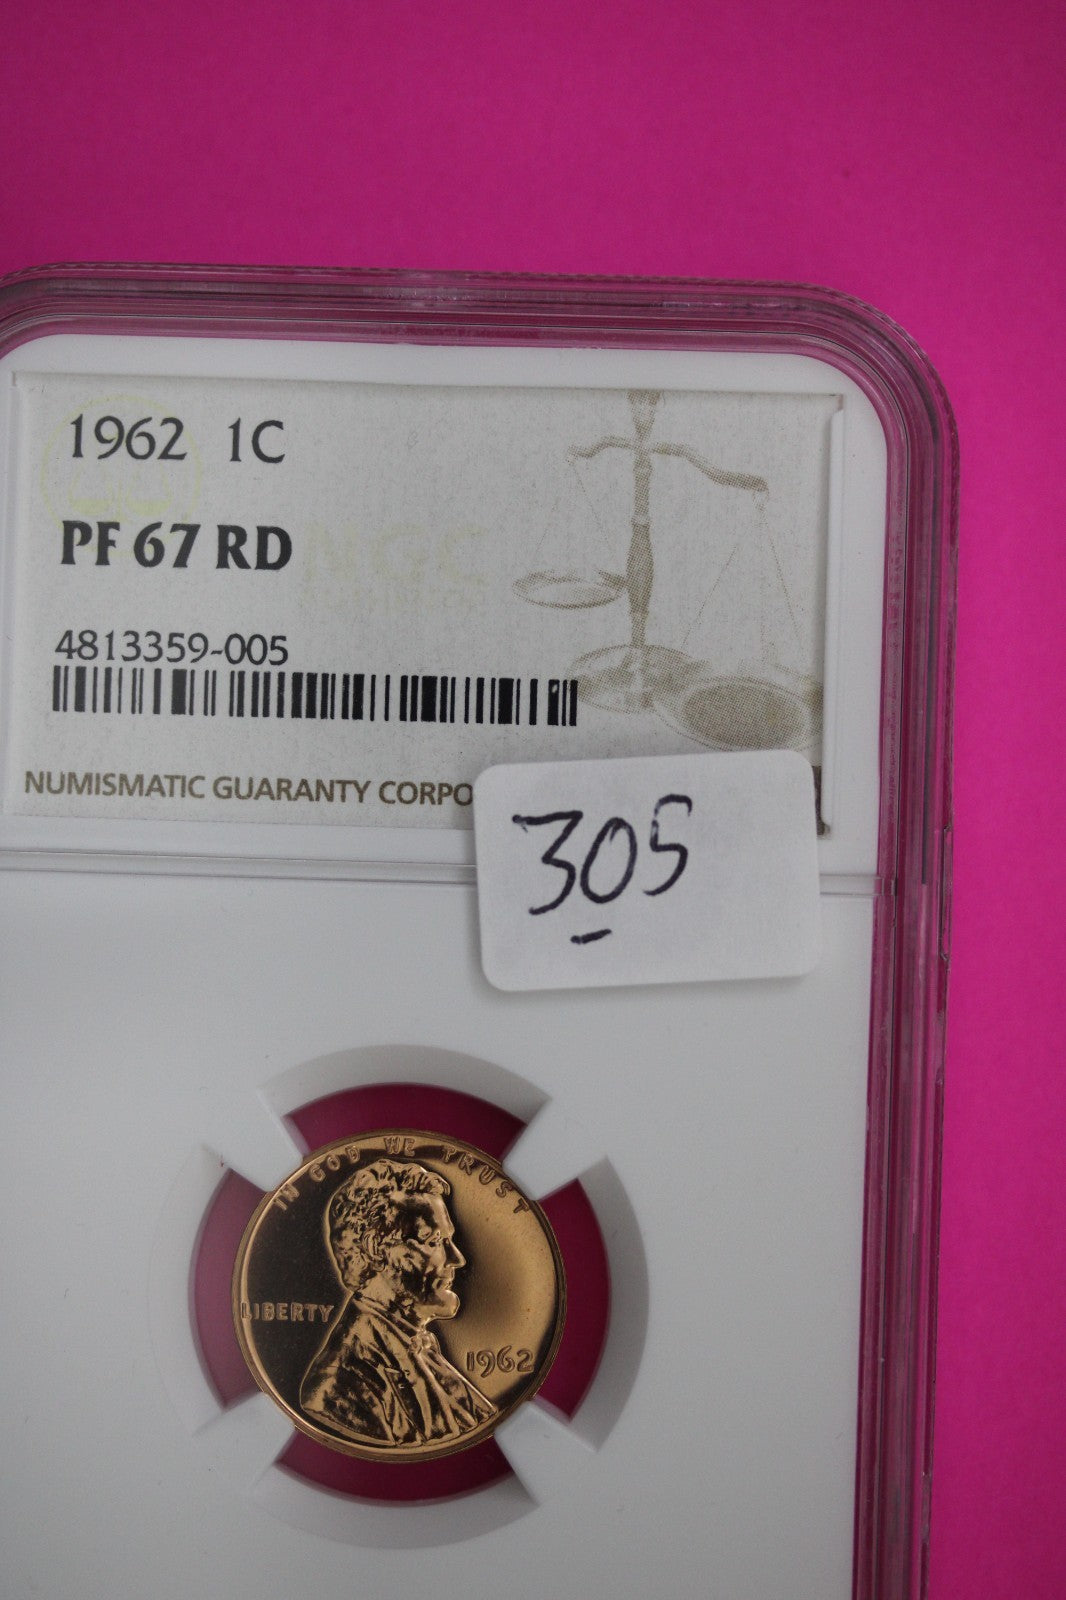 1962 1C
PF 67 RD
NGC
4813359-005
NUMISMATIC GUARANTY CORPO
305
IN GOD WE TRUST
LIBERTY
1962